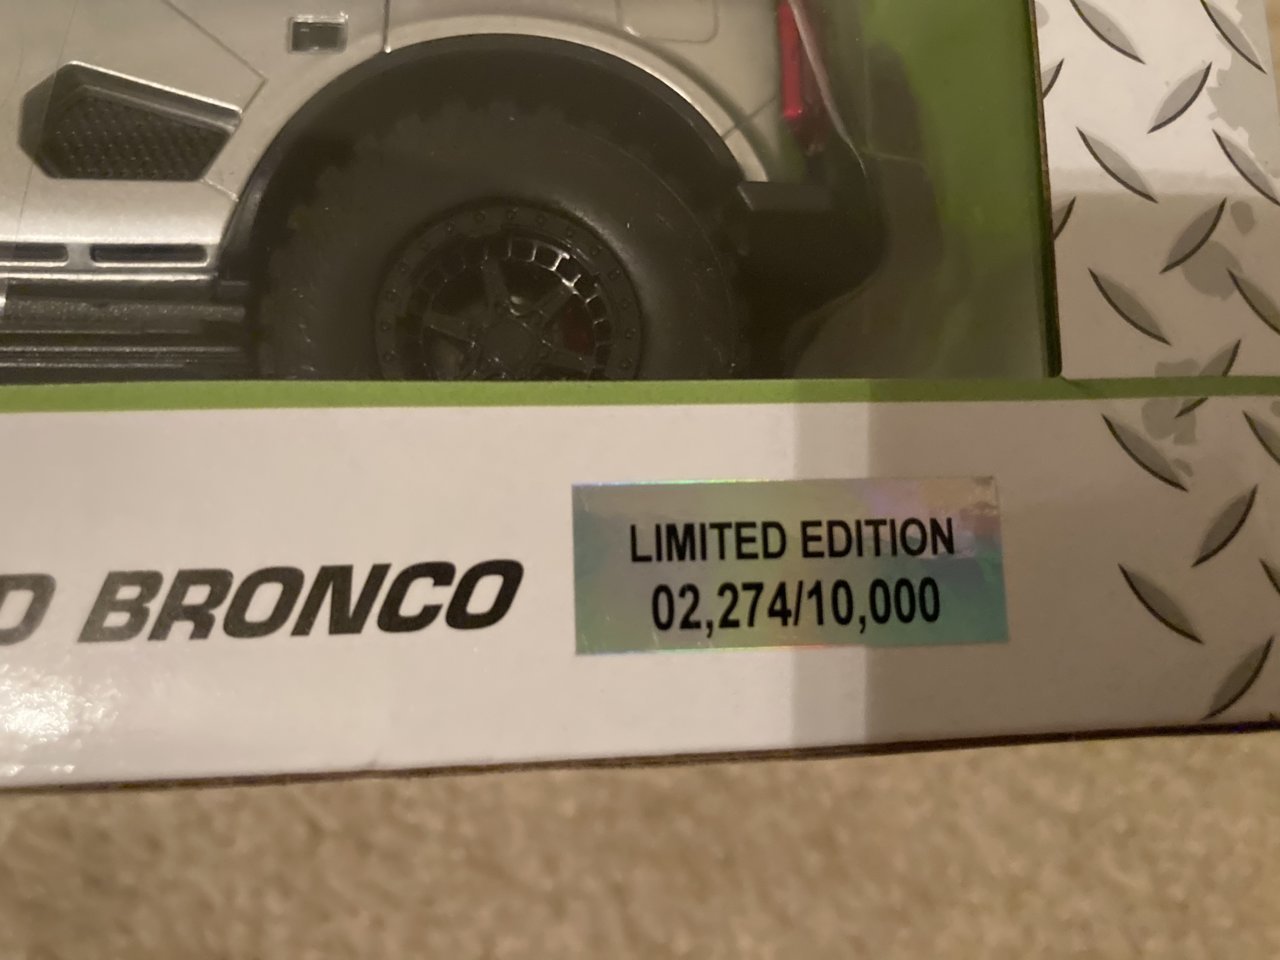 D BRONCO
LIMITED EDITION
02,274/10,000